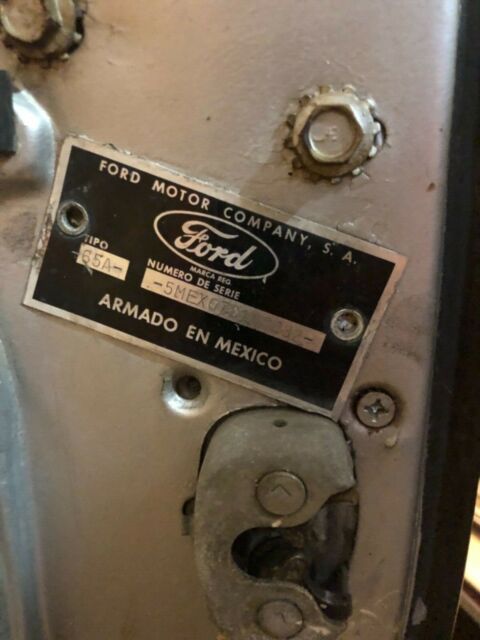 FORD MOTOR COMPANY, S. A.
Ford
MARCA REG.
TIPO
NUMERO DE SERIE
65A-
ARMADO EN MEXICO